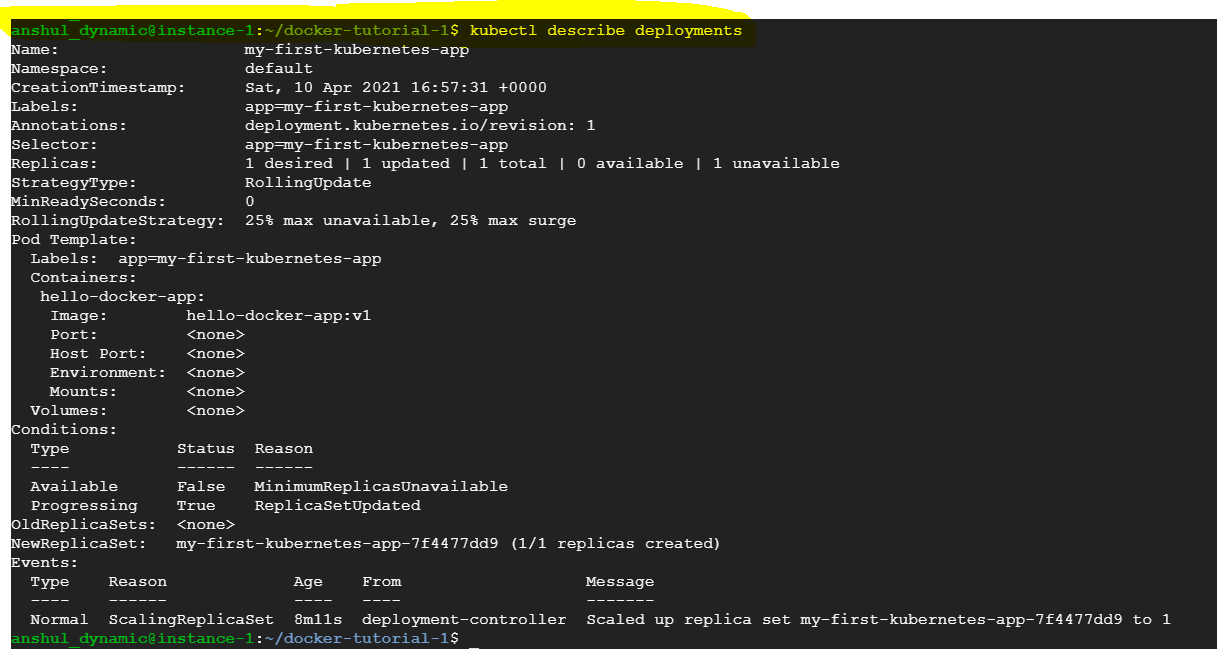 anshul_dynamic@instance-1:~/docker-tutorial-1$ kubectl describe deployments
Name:                   my-first-kubernetes-app
Namespace:              default
CreationTimestamp:      Sat, 10 Apr 2021 16:57:31 +0000
Labels:                 app=my-first-kubernetes-app
Annotations:            deployment.kubernetes.io/revision: 1
Selector:               app=my-first-kubernetes-app
Replicas:               1 desired | 1 updated | 1 total | 0 available | 1 unavailable
StrategyType:           RollingUpdate
MinReadySeconds:        0
RollingUpdateStrategy:  25% max unavailable, 25% max surge
Pod Template:
  Labels:  app=my-first-kubernetes-app
  Containers:
   hello-docker-app:
    Image:        hello-docker-app:v1
    Port:         <none>
    Host Port:    <none>
    Environment:  <none>
    Mounts:       <none>
  Volumes:        <none>
Conditions:
  Type           Status  Reason
  ----           ------  ------
  Available      False   MinimumReplicasUnavailable
  Progressing    True    ReplicaSetUpdated
OldReplicaSets:  <none>
NewReplicaSet:   my-first-kubernetes-app-7f4477dd9 (1/1 replicas created)
Events:
  Type    Reason             Age    From                   Message
  ----    ------             ----   ----                   -------
  Normal  ScalingReplicaSet  8m11s  deployment-controller  Scaled up replica set my-first-kubernetes-app-7f4477dd9 to 1
anshul_dynamic@instance-1:~/docker-tutorial-1$